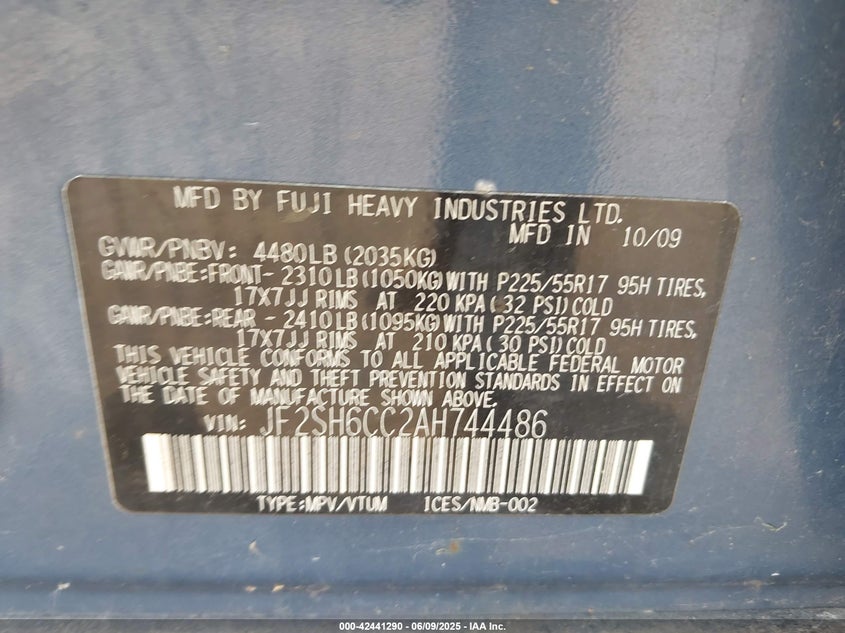 MFD BY FUJI HEAVY INDUSTRIES LTD.
MFD IN 10/09
GVWR/PNBV: 4480LB(2035KG)
GAWR/PNBE:FRONT- 2310LB(1050KG)WITH P225/55R17 95H TIRES,
17X7JJ RIMS AT 220 KPA( 32 PSI)COLD
GAWR/PNBE:REAR - 2410LB(1095KG)WITH P225/55R17 95H TIRES,
17X7JJ RIMS AT 210 KPA( 30 PSI)COLD
THIS VEHICLE CONFORMS TO ALL APPLICABLE FEDERAL MOTOR
VEHICLE SAFETY AND THEFT PREVENTION STANDARDS IN EFFECT ON
THE DATE OF MANUFACTURE SHOWN ABOVE.
VIN: JF2SH6CC2AH744486
TYPE:MPV/VTUM ICES/NMB-002
000-42441290 - 06/09/2025 - IAA Inc.